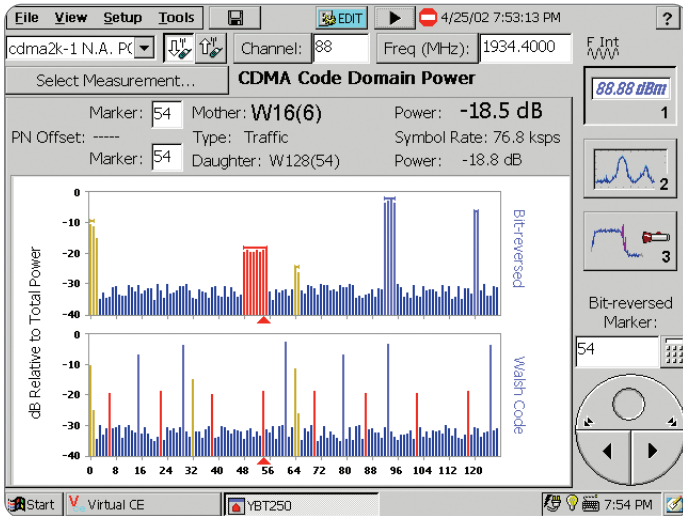 File View Setup Tools EDIT 4/25/02 7:53:13 PM ?
cdma2k-1 N.A. P( Channel: 88 Freq (MHz): 1934.4000 F Int
Select Measurement... CDMA Code Domain Power
88.88 dBm
1
Marker: 54 Mother: W16(6) Power: -18.5 dB
PN Offset: ----- Type: Traffic Symbol Rate: 76.8 ksps
Marker: 54 Daughter: W128(54) Power: -18.8 dB
2
3
dB Relative to Total Power
0
-10
-20
-30
-40
Bit-reversed
0
-10
-20
-30
-40
Walsh Code
0 8 16 24 32 40 48 56 64 72 80 88 96 104 112 120
Bit-reversed
Marker:
54
Start Virtual CE YBT250 7:54 PM